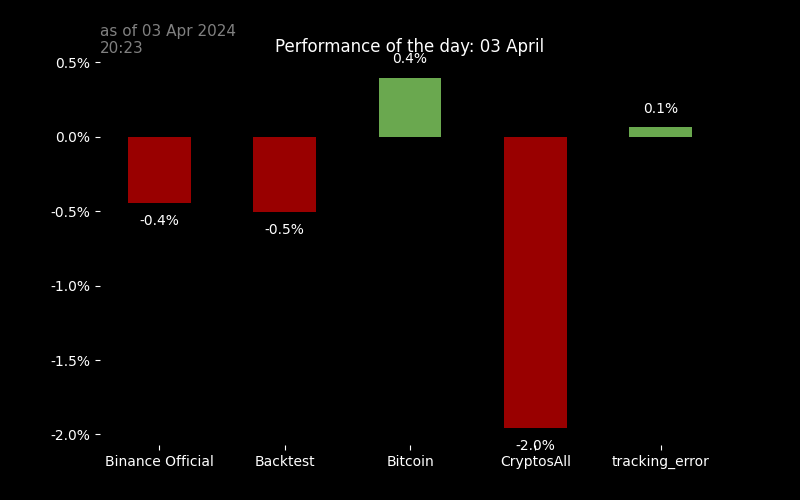 as of 03 Apr 2024
20:23
Performance of the day: 03 April
0.5%
0.0%
-0.5%
-1.0%
-1.5%
-2.0%
-0.4%
-0.5%
0.4%
-2.0%
0.1%
Binance Official
Backtest
Bitcoin
CryptosAll
tracking_error